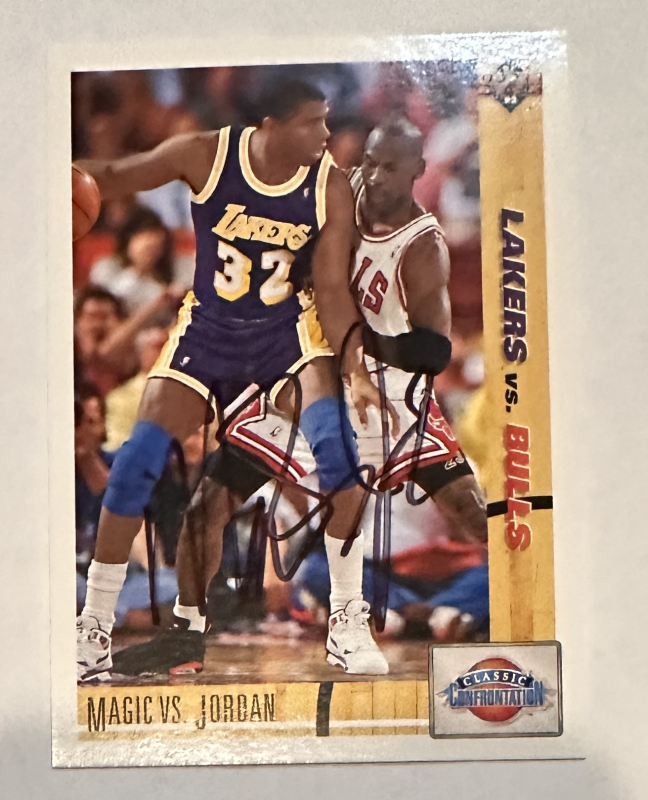 LAKERS
32
LS
LAKERS vs. BULLS
MAGIC VS. JORDAN
CLASSIC
CONFRONTATION